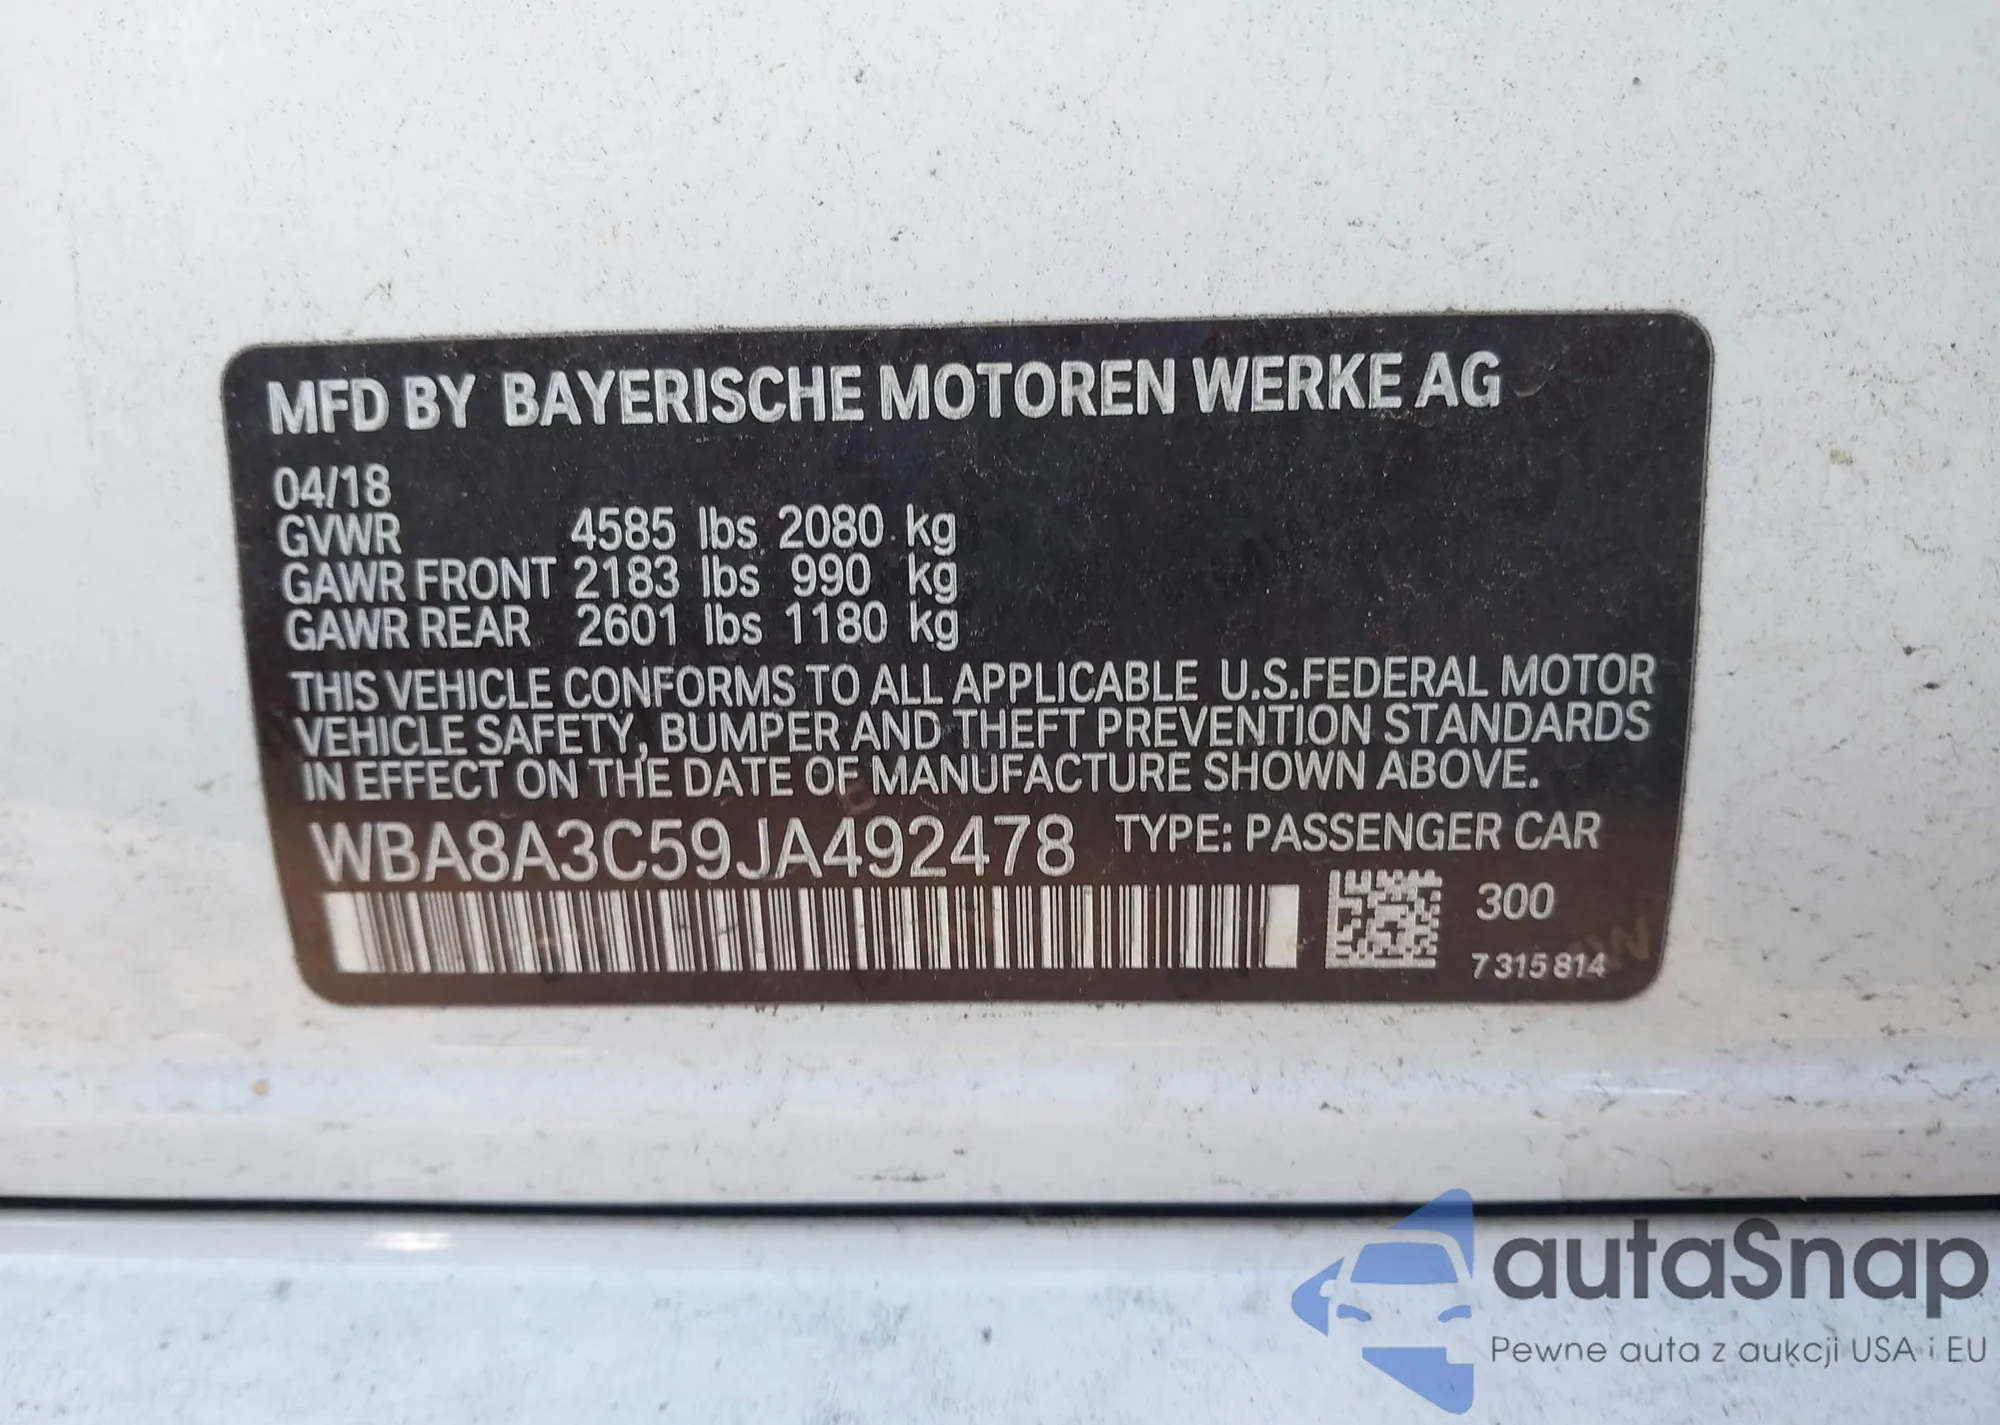 MFD BY BAYERISCHE MOTOREN WERKE AG
04/18
GVWR 4585 lbs 2080 kg
GAWR FRONT 2183 lbs 990 kg
GAWR REAR 2601 lbs 1180 kg
THIS VEHICLE CONFORMS TO ALL APPLICABLE U.S.FEDERAL MOTOR
VEHICLE SAFETY, BUMPER AND THEFT PREVENTION STANDARDS
IN EFFECT ON THE DATE OF MANUFACTURE SHOWN ABOVE.
WBA8A3C59JA492478 TYPE: PASSENGER CAR
300
7315814
autaSnap
Pewne auta z aukcji USA i EU